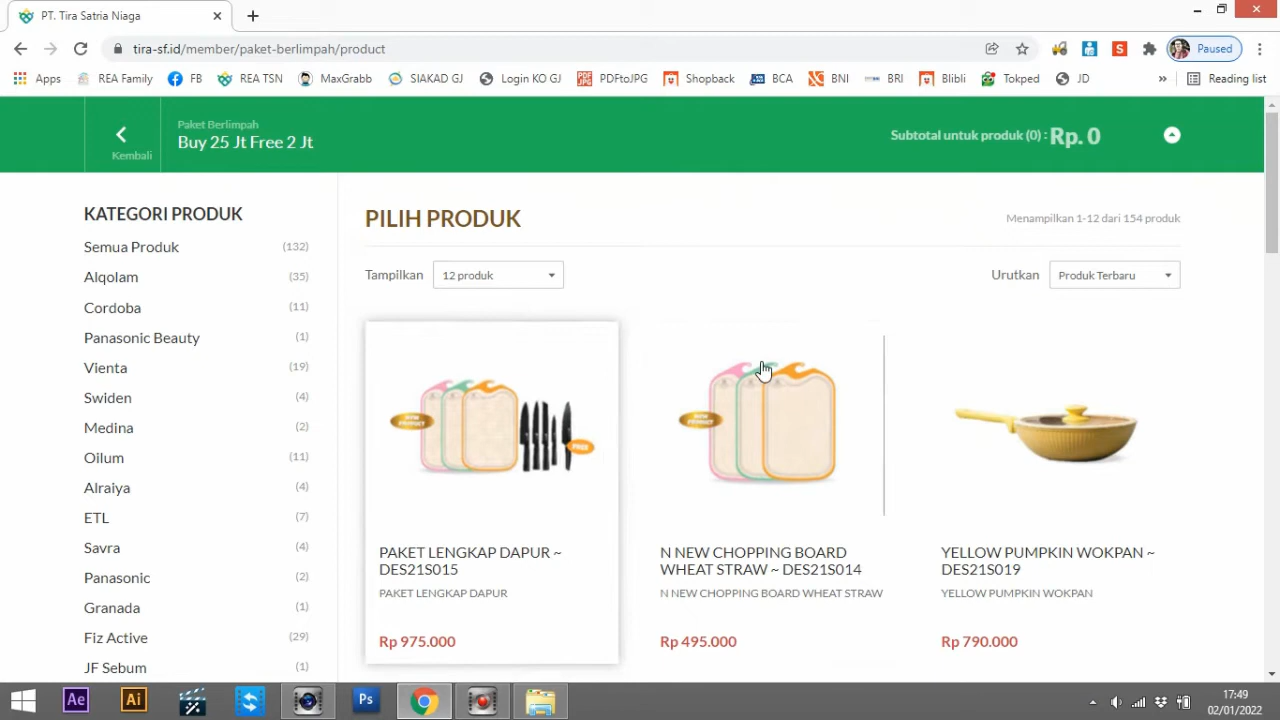 PT. Tira Satria Niaga
tira-sf.id/member/paket-berlimpah/product
Paused
Apps REA Family FB REA TSN MaxGrabb SIAKAD GJ Login KO GJ PDFtoJPG Shopback BCA BNI BRI Blibli Tokped JD » Reading list
Kembali
Paket Berlimpah
Buy 25 Jt Free 2 Jt
Subtotal untuk produk (0) : Rp. 0
KATEGORI PRODUK
Semua Produk (132)
Alqolam (35)
Cordoba (11)
Panasonic Beauty (1)
Vienta (19)
Swiden (4)
Medina (2)
Oilum (11)
Alraiya (4)
ETL (7)
Savra (4)
Panasonic (2)
Granada (1)
Fiz Active (29)
JF Sebum (1)
PILIH PRODUK
Menampilkan 1-12 dari 154 produk
Tampilkan 12 produk
Urutkan Produk Terbaru
FREE
PAKET LENGKAP DAPUR ~
DES21S015
PAKET LENGKAP DAPUR
Rp 975.000
N NEW CHOPPING BOARD
WHEAT STRAW ~ DES21S014
N NEW CHOPPING BOARD WHEAT STRAW
Rp 495.000
YELLOW PUMPKIN WOKPAN ~
DES21S019
YELLOW PUMPKIN WOKPAN
Rp 790.000
Ae Ai Ps
17:49
02/01/2022